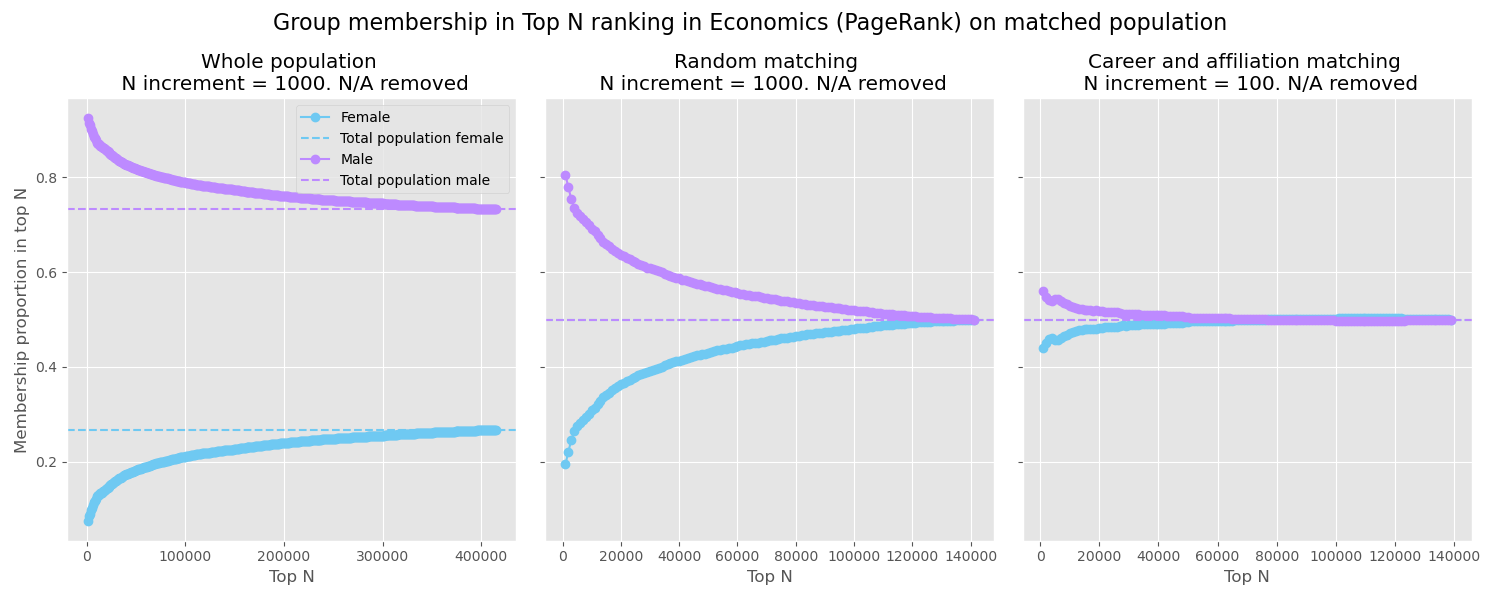 Group membership in Top N ranking in Economics (PageRank) on matched population
Whole population
N increment = 1000. N/A removed
Random matching
N increment = 1000. N/A removed
Career and affiliation matching
N increment = 100. N/A removed
Female
Total population female
Male
Total population male
Membership proportion in top N
0.8
0.6
0.4
0.2
0 100000 200000 300000 400000
Top N
0 20000 40000 60000 80000 100000 120000 140000
Top N
0 20000 40000 60000 80000 100000 120000 140000
Top N